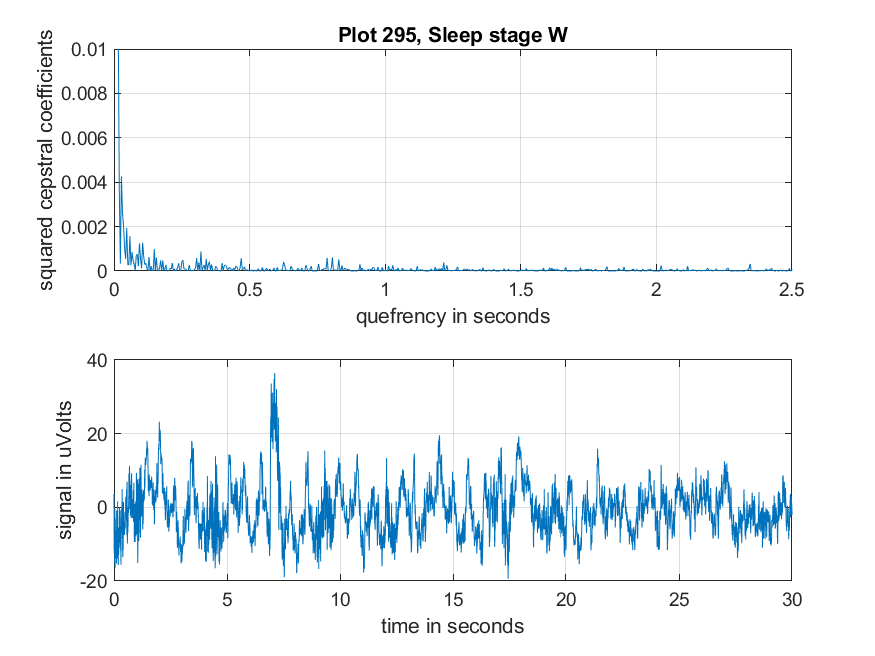 Plot 295, Sleep stage W
squared cepstral coefficients
0.01
0.008
0.006
0.004
0.002
0
0 0.5 1 1.5 2 2.5
quefrency in seconds
signal in uVolts
40
20
0
-20
0 5 10 15 20 25 30
time in seconds